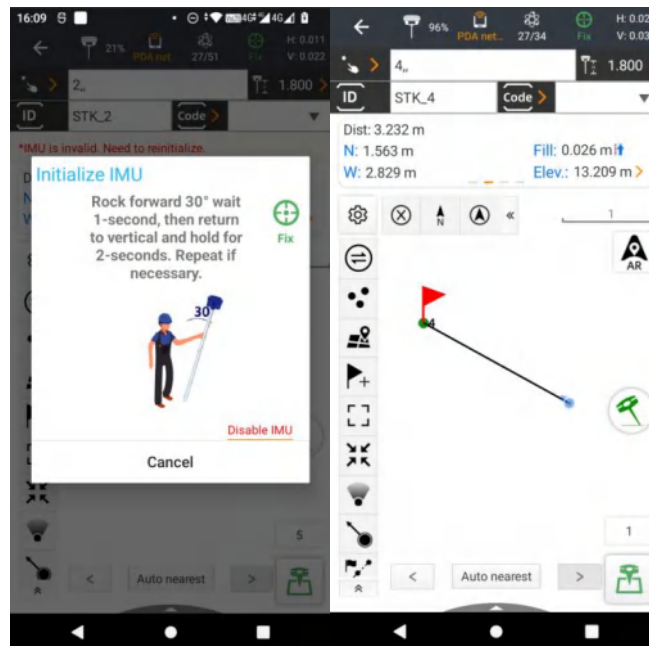 16:09
4G 4G
21%
PDA net
27/51
Fix
H: 0.011
V: 0.022
2,,
1.800
ID
STK_2
Code
*IMU is invalid. Need to reinitialize.
Initialize IMU
Rock forward 30° wait
1-second, then return
to vertical and hold for
2-seconds. Repeat if
necessary.
Fix
30°
Disable IMU
Cancel
5
Auto nearest
96%
PDA net..
27/34
Fix
H: 0.02
V: 0.03
4,,
1.800
ID
STK_4
Code
Dist: 3.232 m
N: 1.563 m
Fill: 0.026 m
W: 2.829 m
Elev.: 13.209 m
N
1
AR
4
1
Auto nearest